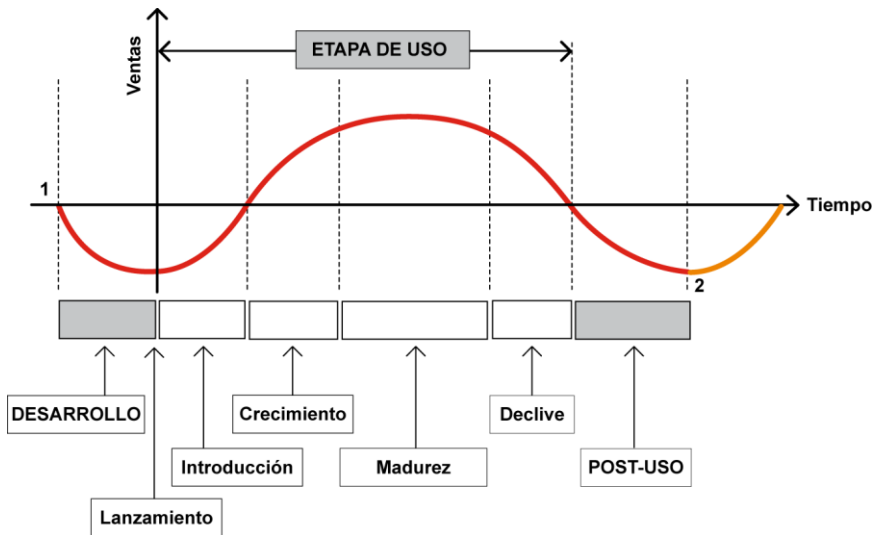 Ventas
ETAPA DE USO
1
Tiempo
2
DESARROLLO
Crecimiento
Declive
Introducción
Madurez
POST-USO
Lanzamiento